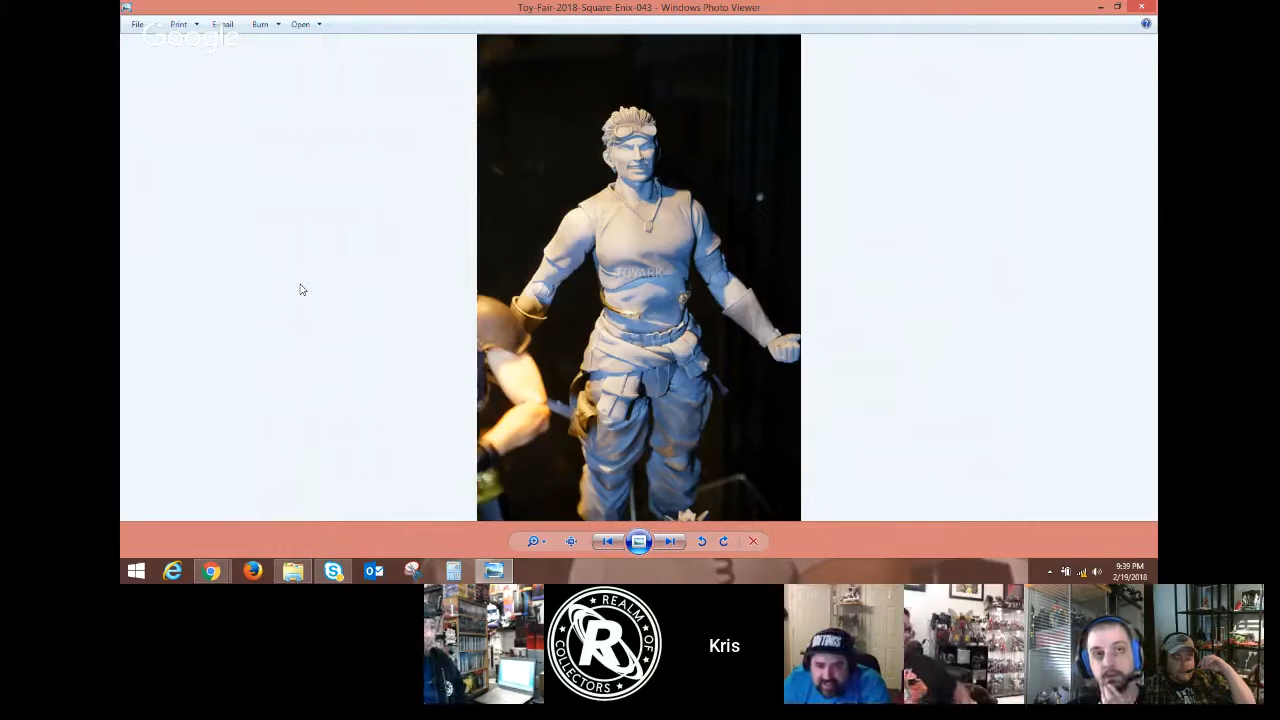 Toy-Fair-2018-Square-Enix-043 - Windows Photo Viewer
File Print E-mail Burn Open
Google
TOYARK
9:39 PM
2/19/2018
REALM OF COLLECTORS
R
Kris